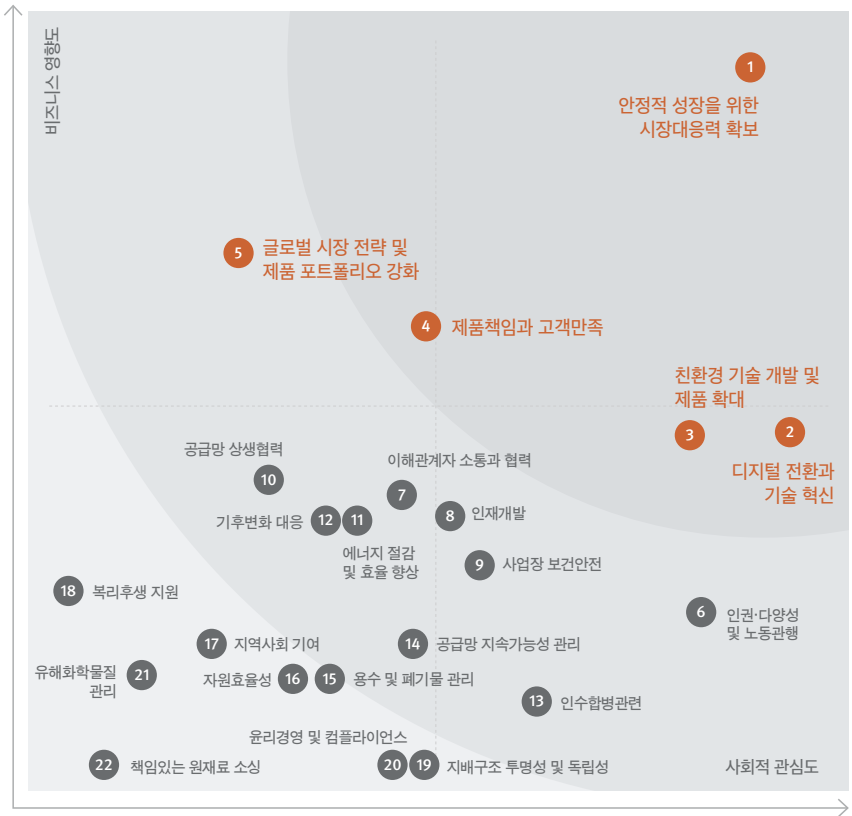 비즈니스 영향도
1
안정적 성장을 위한
시장대응력 확보
5
글로벌 시장 전략 및
제품 포트폴리오 강화
4
제품책임과 고객만족
친환경 기술 개발 및
제품 확대
3
2
디지털 전환과
기술 혁신
공급망 상생협력
10
이해관계자 소통과 협력
7
기후변화 대응
12
11
에너지 절감
및 효율 향상
8
인재개발
9
사업장 보건안전
18
복리후생 지원
6
인권·다양성
및 노동관행
17
지역사회 기여
14
공급망 지속가능성 관리
유해화학물질
관리
21
자원효율성
16
15
용수 및 폐기물 관리
13
인수합병관련
윤리경영 및 컴플라이언스
22
책임있는 원재료 소싱
20
19
지배구조 투명성 및 독립성
사회적 관심도